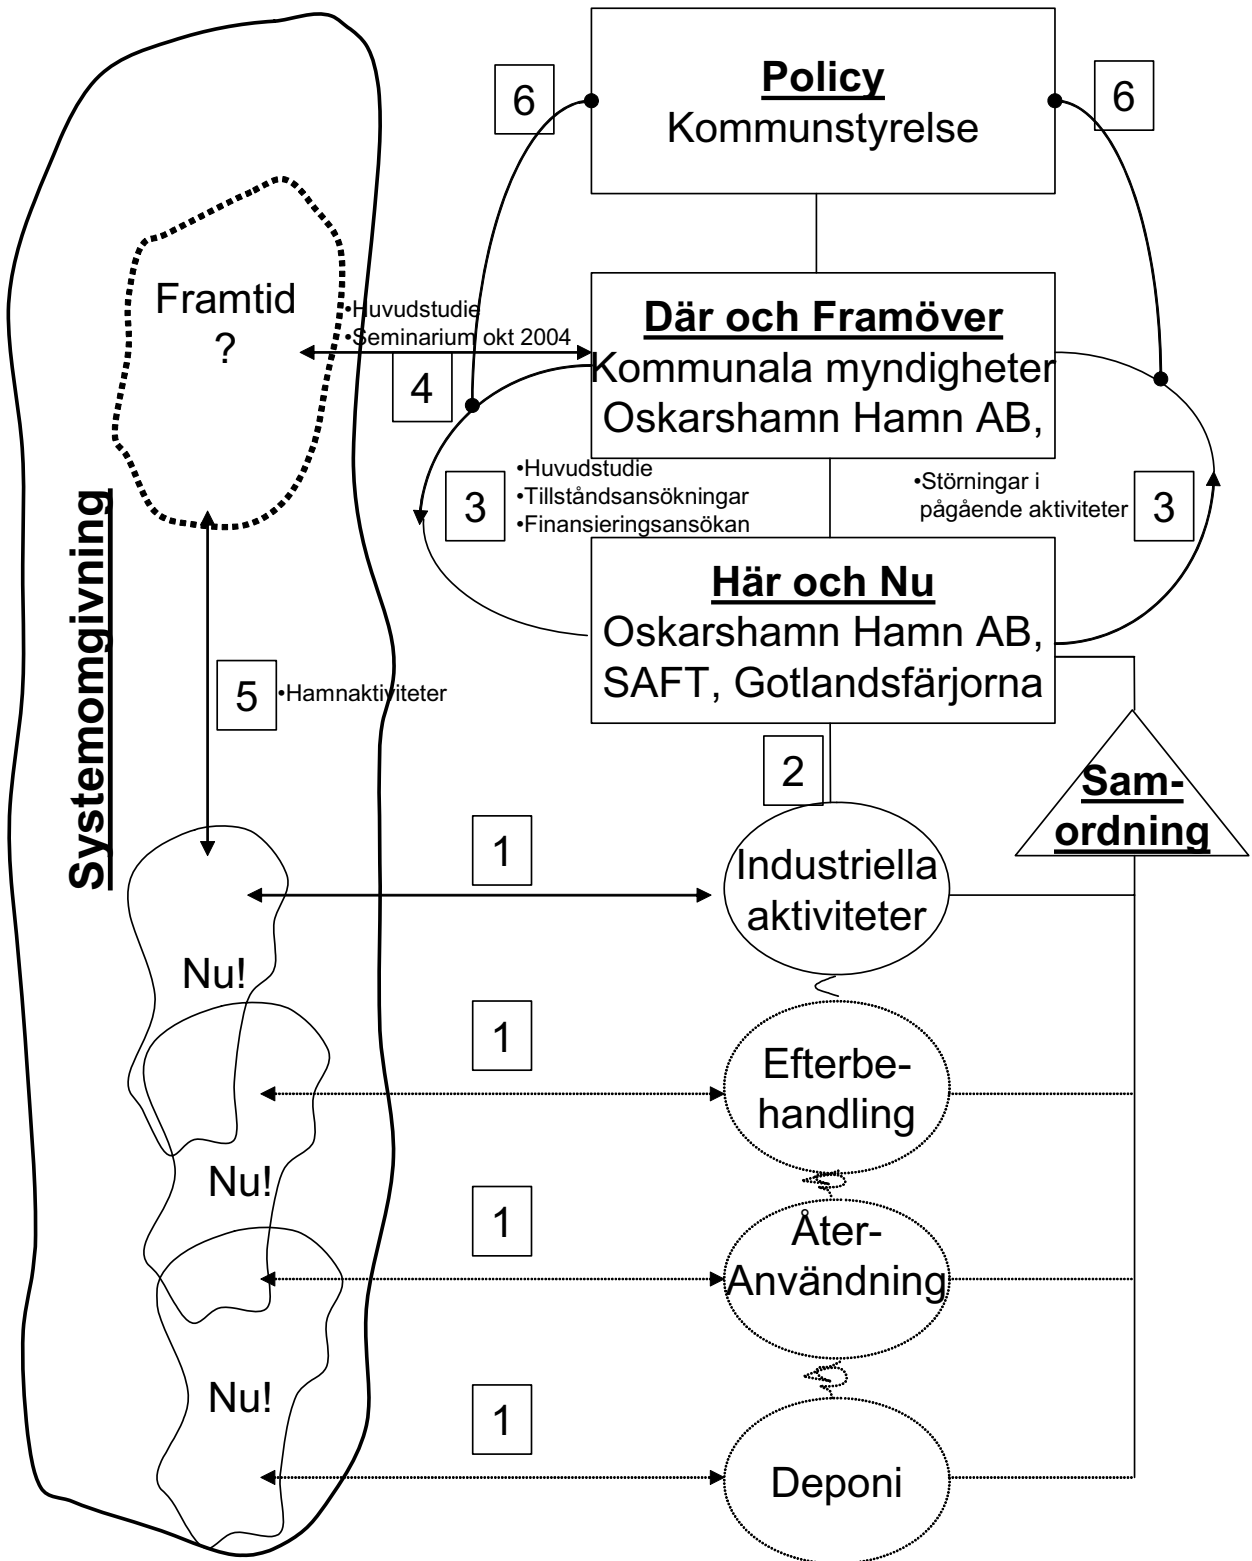 Policy
Kommunstyrelse
6
6
Framtid
?
•Huvudstudie
•Seminarium okt 2004
4
Där och Framöver
Kommunala myndigheter
Oskarshamn Hamn AB,
3
•Huvudstudie
•Tillståndsansökningar
•Finansieringsansökan
•Störningar i
pågående aktiviteter
3
Här och Nu
Oskarshamn Hamn AB,
SAFT, Gotlandsfärjorna
Systemomgivning
5
•Hamnaktiviteter
2
Sam-
ordning
1
Industriella
aktiviteter
Nu!
1
Efterbe-
handling
Nu!
1
Åter-
Användning
Nu!
1
Deponi